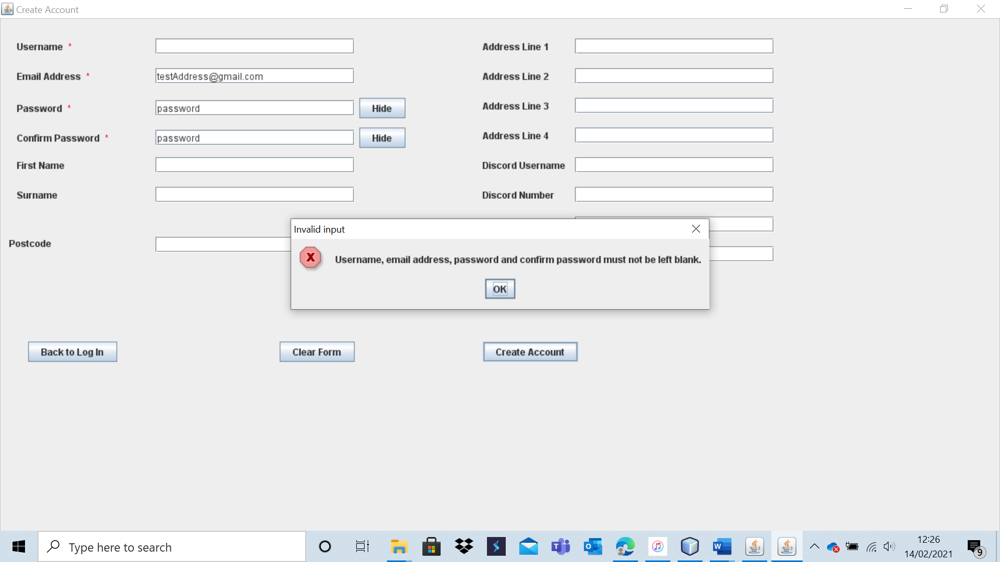 Create Account
Username *
Address Line 1
Email Address *
testAddress@gmail.com
Address Line 2
Password *
password
Hide
Address Line 3
Confirm Password *
password
Hide
Address Line 4
First Name
Discord Username
Surname
Discord Number
Invalid input
Postcode
Username, email address, password and confirm password must not be left blank.
OK
Back to Log In
Clear Form
Create Account
Type here to search
12:26
14/02/2021
9